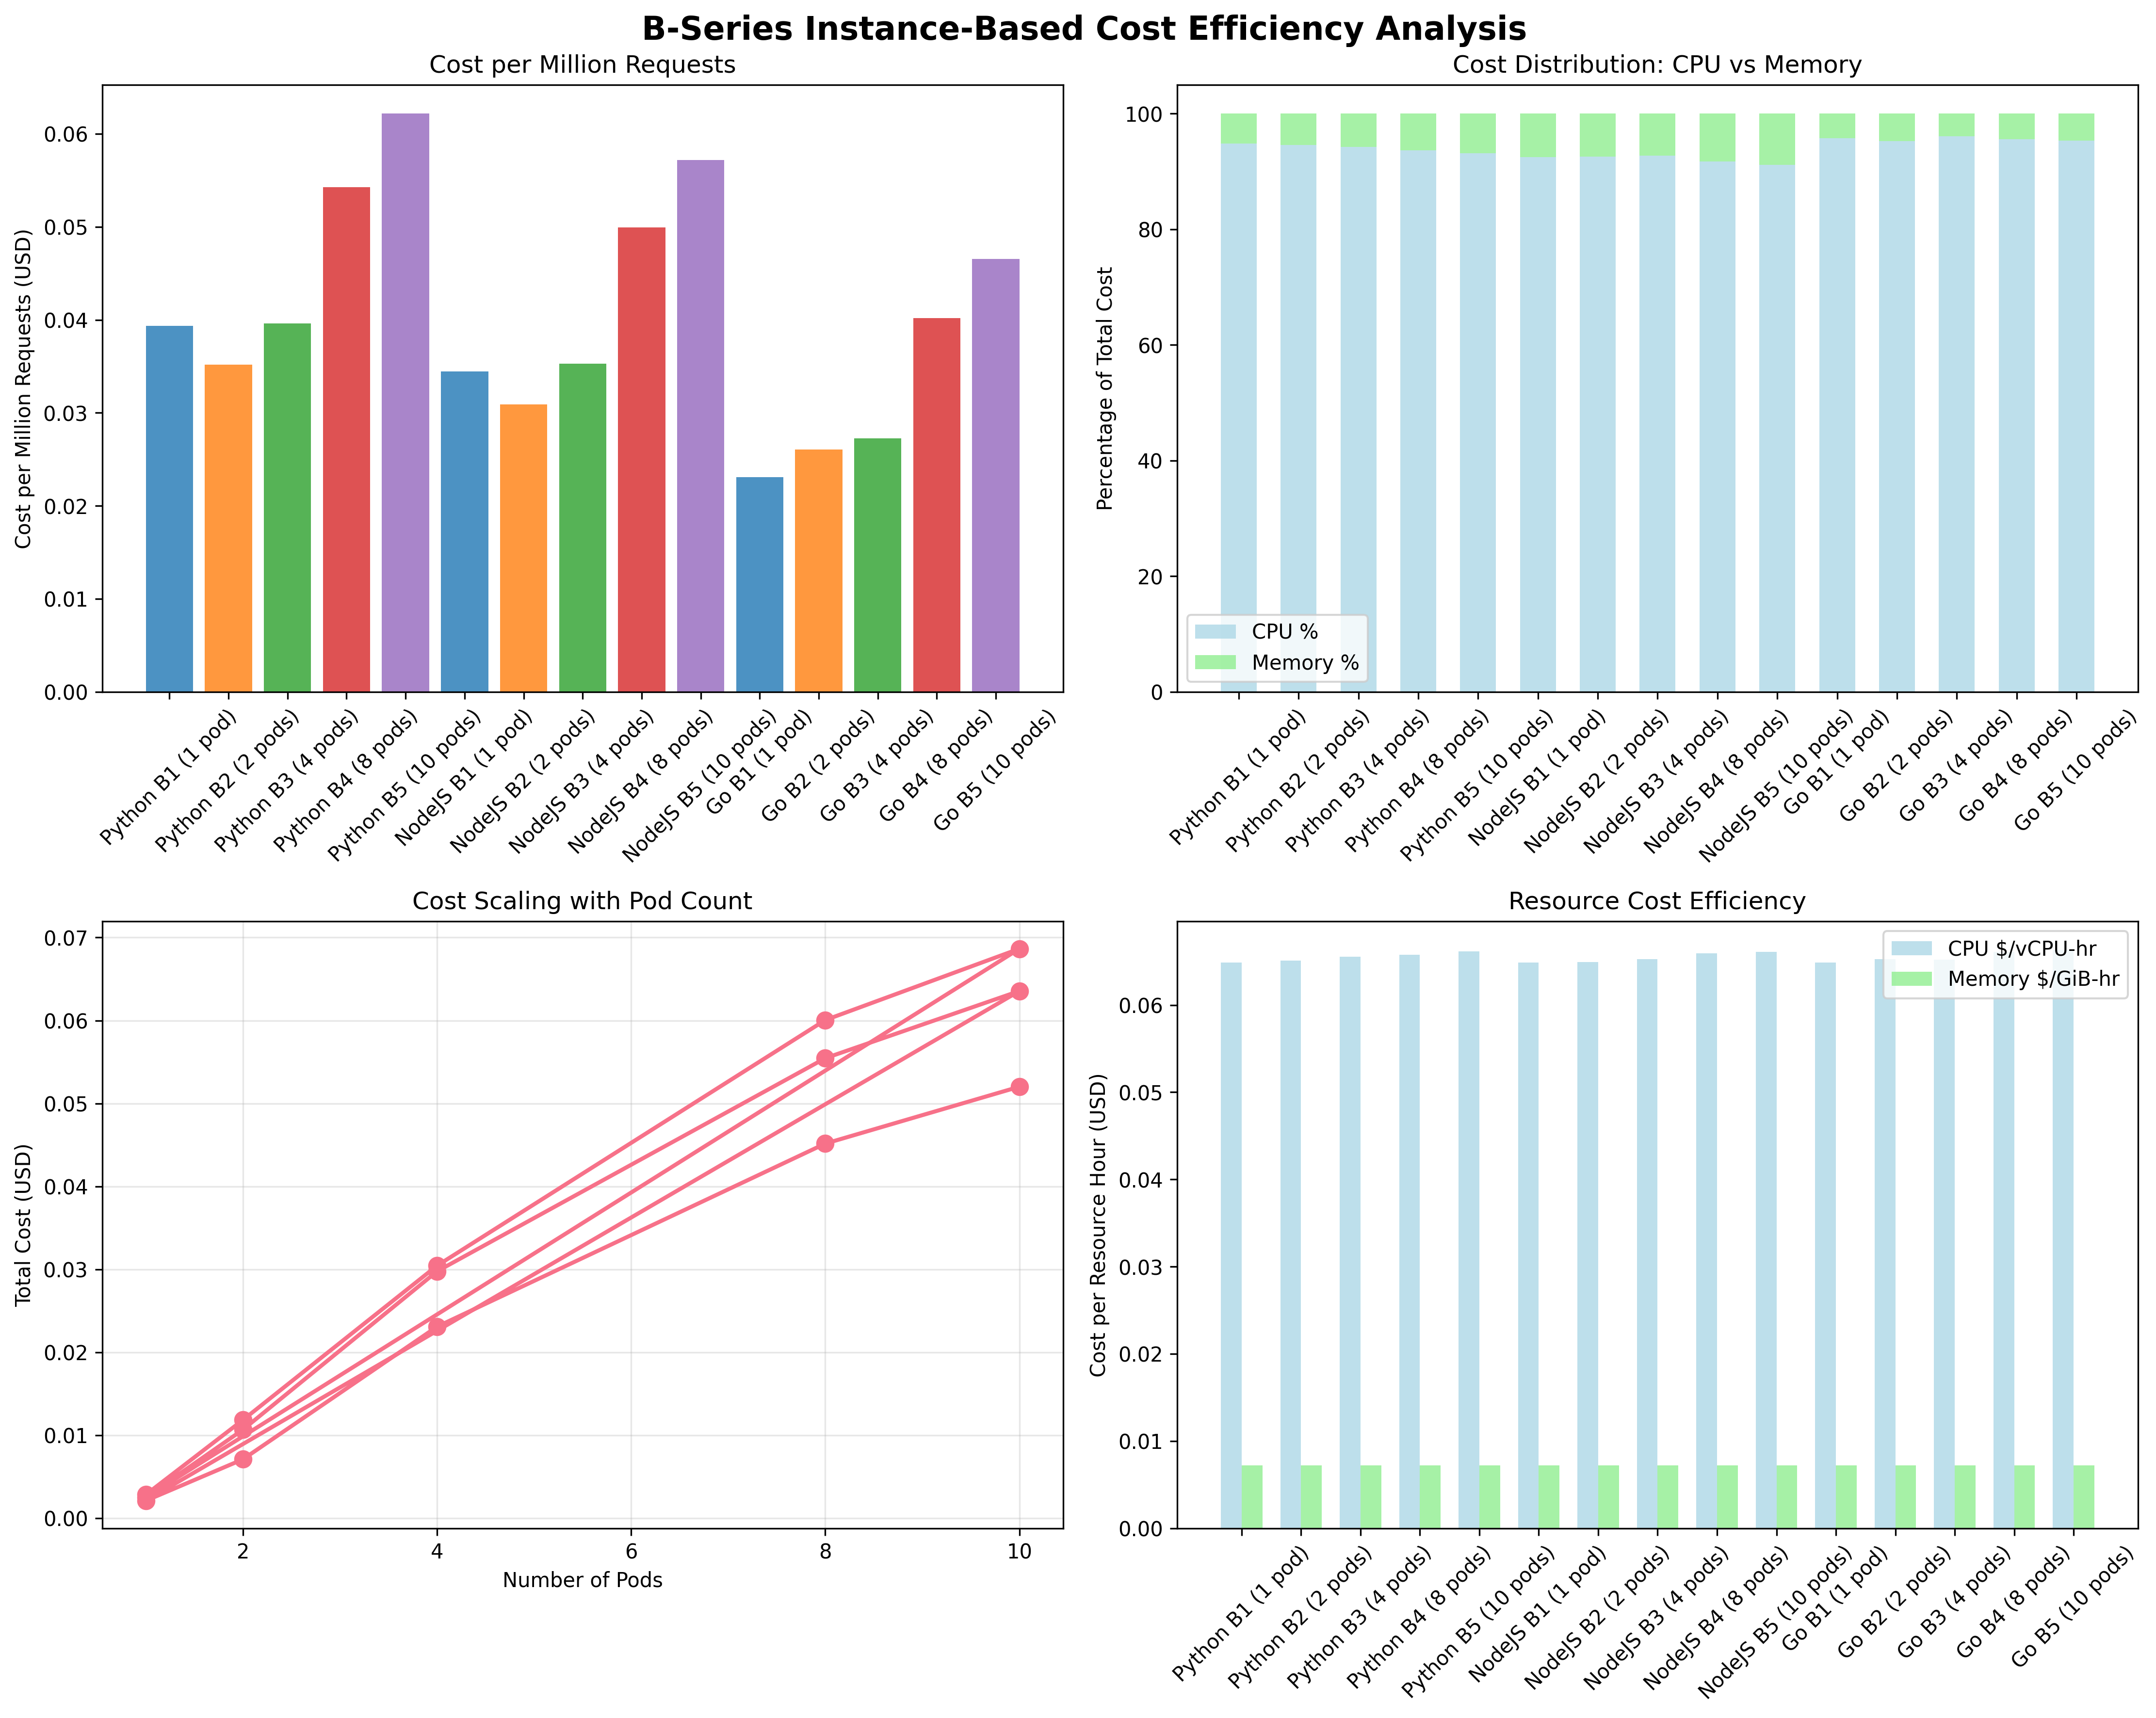 B-Series Instance-Based Cost Efficiency Analysis
Cost per Million Requests
Cost per Million Requests (USD)
0.06
0.05
0.04
0.03
0.02
0.01
0.00
Python B1 (1 pod)
Python B2 (2 pods)
Python B3 (4 pods)
Python B4 (8 pods)
Python B5 (10 pods)
NodeJS B1 (1 pod)
NodeJS B2 (2 pods)
NodeJS B3 (4 pods)
NodeJS B4 (8 pods)
NodeJS B5 (10 pods)
Go B1 (1 pod)
Go B2 (2 pods)
Go B3 (4 pods)
Go B4 (8 pods)
Go B5 (10 pods)
Cost Distribution: CPU vs Memory
Percentage of Total Cost
100
80
60
40
20
0
CPU %
Memory %
Python B1 (1 pod)
Python B2 (2 pods)
Python B3 (4 pods)
Python B4 (8 pods)
Python B5 (10 pods)
NodeJS B1 (1 pod)
NodeJS B2 (2 pods)
NodeJS B3 (4 pods)
NodeJS B4 (8 pods)
NodeJS B5 (10 pods)
Go B1 (1 pod)
Go B2 (2 pods)
Go B3 (4 pods)
Go B4 (8 pods)
Go B5 (10 pods)
Cost Scaling with Pod Count
Total Cost (USD)
0.07
0.06
0.05
0.04
0.03
0.02
0.01
0.00
2
4
6
8
10
Number of Pods
Resource Cost Efficiency
Cost per Resource Hour (USD)
0.06
0.05
0.04
0.03
0.02
0.01
0.00
CPU $/vCPU-hr
Memory $/GiB-hr
Python B1 (1 pod)
Python B2 (2 pods)
Python B3 (4 pods)
Python B4 (8 pods)
Python B5 (10 pods)
NodeJS B1 (1 pod)
NodeJS B2 (2 pods)
NodeJS B3 (4 pods)
NodeJS B4 (8 pods)
NodeJS B5 (10 pods)
Go B1 (1 pod)
Go B2 (2 pods)
Go B3 (4 pods)
Go B4 (8 pods)
Go B5 (10 pods)